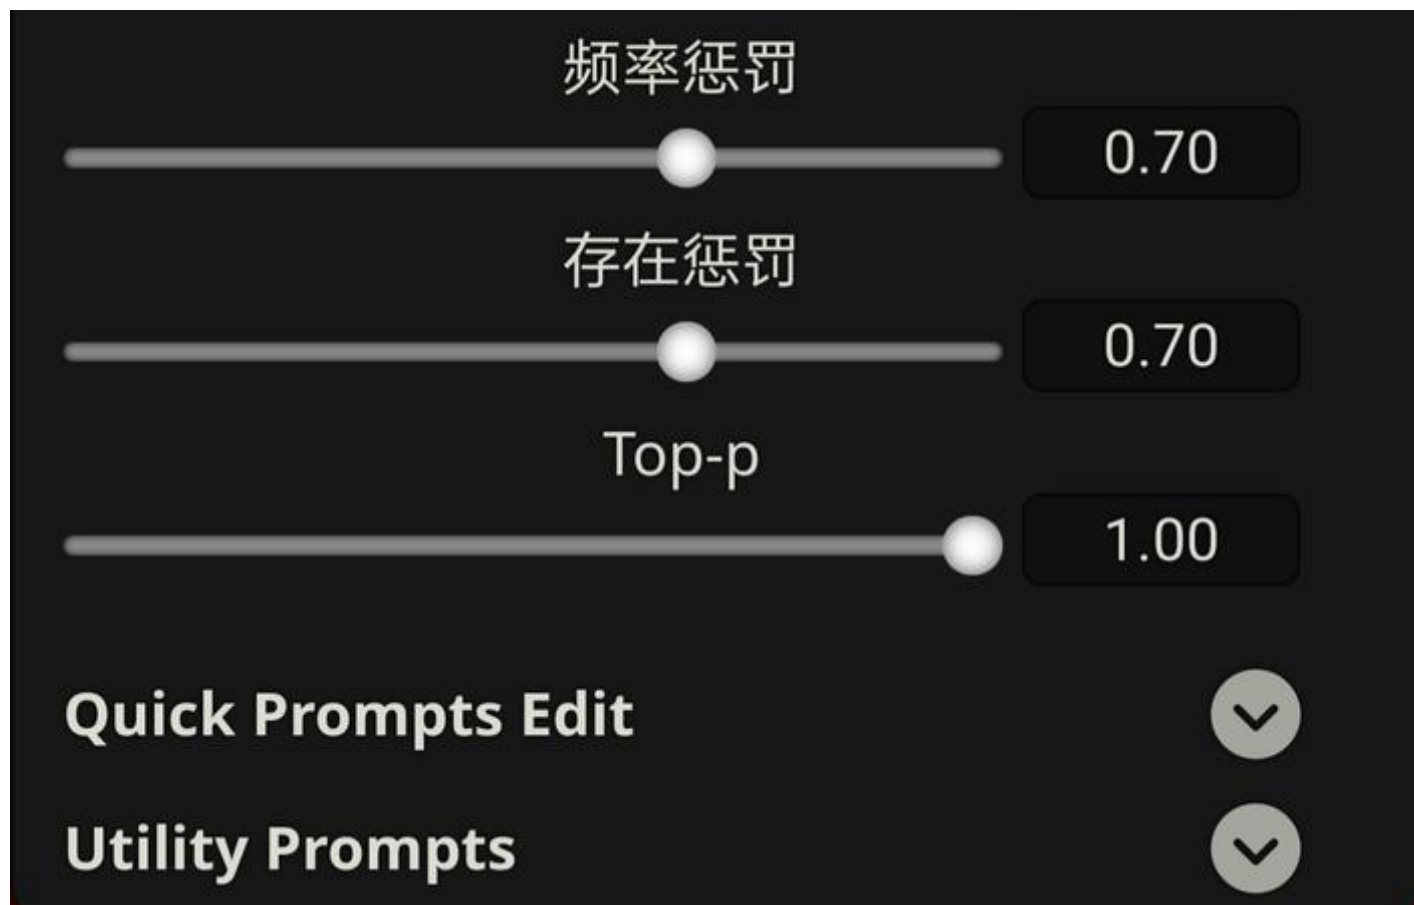 频率惩罚
0.70
存在惩罚
0.70
Top-p
1.00
Quick Prompts Edit
Utility Prompts